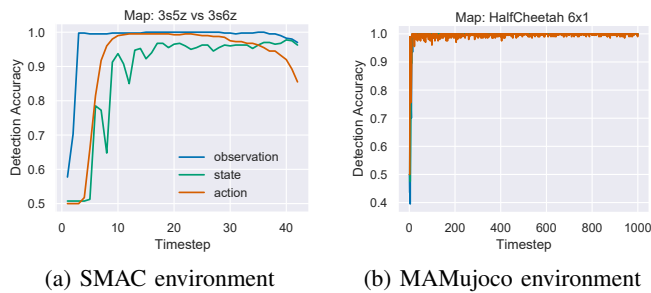 Map: 3s5z vs 3s6z
Detection Accuracy
1.0
0.9
0.8
0.7
0.6
0.5
observation
state
action
0 10 20 30 40
Timestep
(a) SMAC environment
Map: HalfCheetah 6x1
Detection Accuracy
1.0
0.9
0.8
0.7
0.6
0.5
0.4
0 200 400 600 800 1000
Timestep
(b) MAMujoco environment